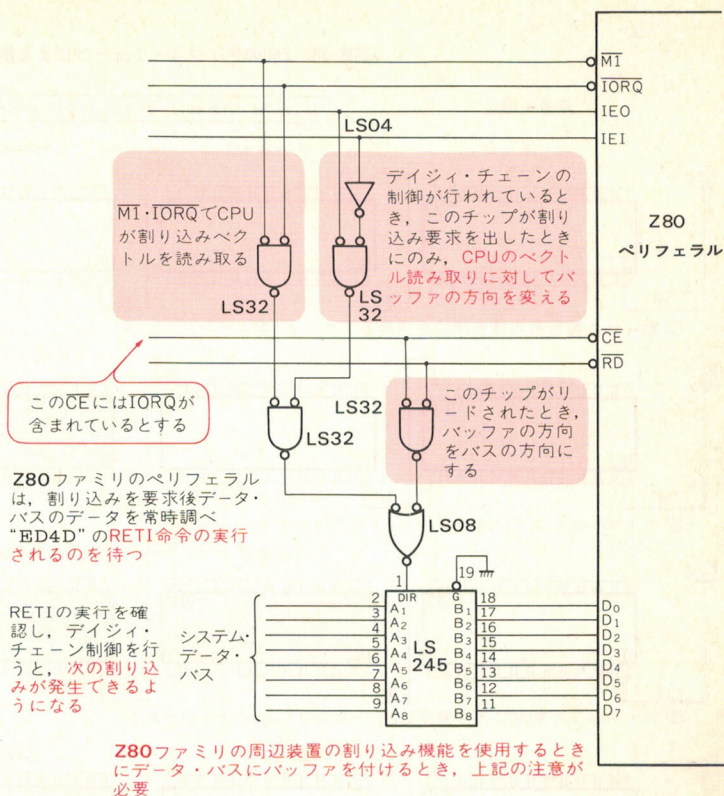 M1
IORQ
IEO
IEI
LS04
M1・IORQでCPU
が割り込みベク
トルを読み取る
デイジィ・チェーンの
制御が行われていると
き，このチップが割り
込み要求を出したとき
にのみ，CPUのベクト
ル読み取りに対してバ
ッファの方向を変える
Z80
ペリフェラル
LS32
LS
32
CE
RD
このCEにはIORQが
含まれているとする
LS32
LS32
このチップがリ
ードされたとき，
バッファの方向
をバスの方向に
する
Z80ファミリのペリフェラル
は，割り込みを要求後データ・
バスのデータを常時調べ
“ED4D”のRETI命令の実行
されるのを待つ
LS08
RETIの実行を確
認し，デイジィ・
チェーン制御を行
うと，次の割り込
みが発生できるよ
うになる
システム・
データ・
バス
1
19
DIR
G
2 A1 B1 18 D0
3 A2 B2 17 D1
4 A3 B3 16 D2
5 A4 B4 15 D3
6 A5 B5 14 D4
7 A6 B6 13 D5
8 A7 B7 12 D6
9 A8 B8 11 D7
LS
245
Z80ファミリの周辺装置の割り込み機能を使用するとき
にデータ・バスにバッファを付けるとき，上記の注意が
必要